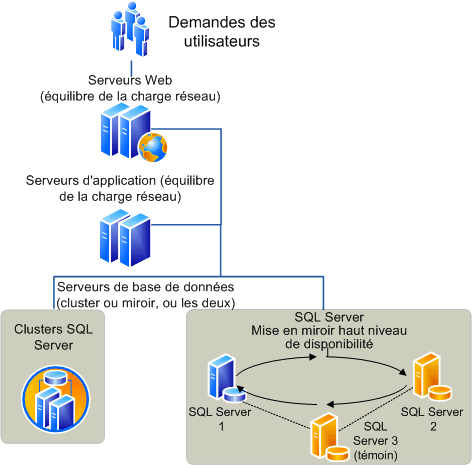 Demandes des
utilisateurs
Serveurs Web
(équilibre de la charge réseau)
Serveurs d'application (équilibre
de la charge réseau)
Serveurs de base de données
(cluster ou miroir, ou les deux)
Clusters SQL
Server
SQL Server
Mise en miroir haut niveau
de disponibilité
SQL Server
1
SQL Server
2
SQL
Server 3
(témoin)